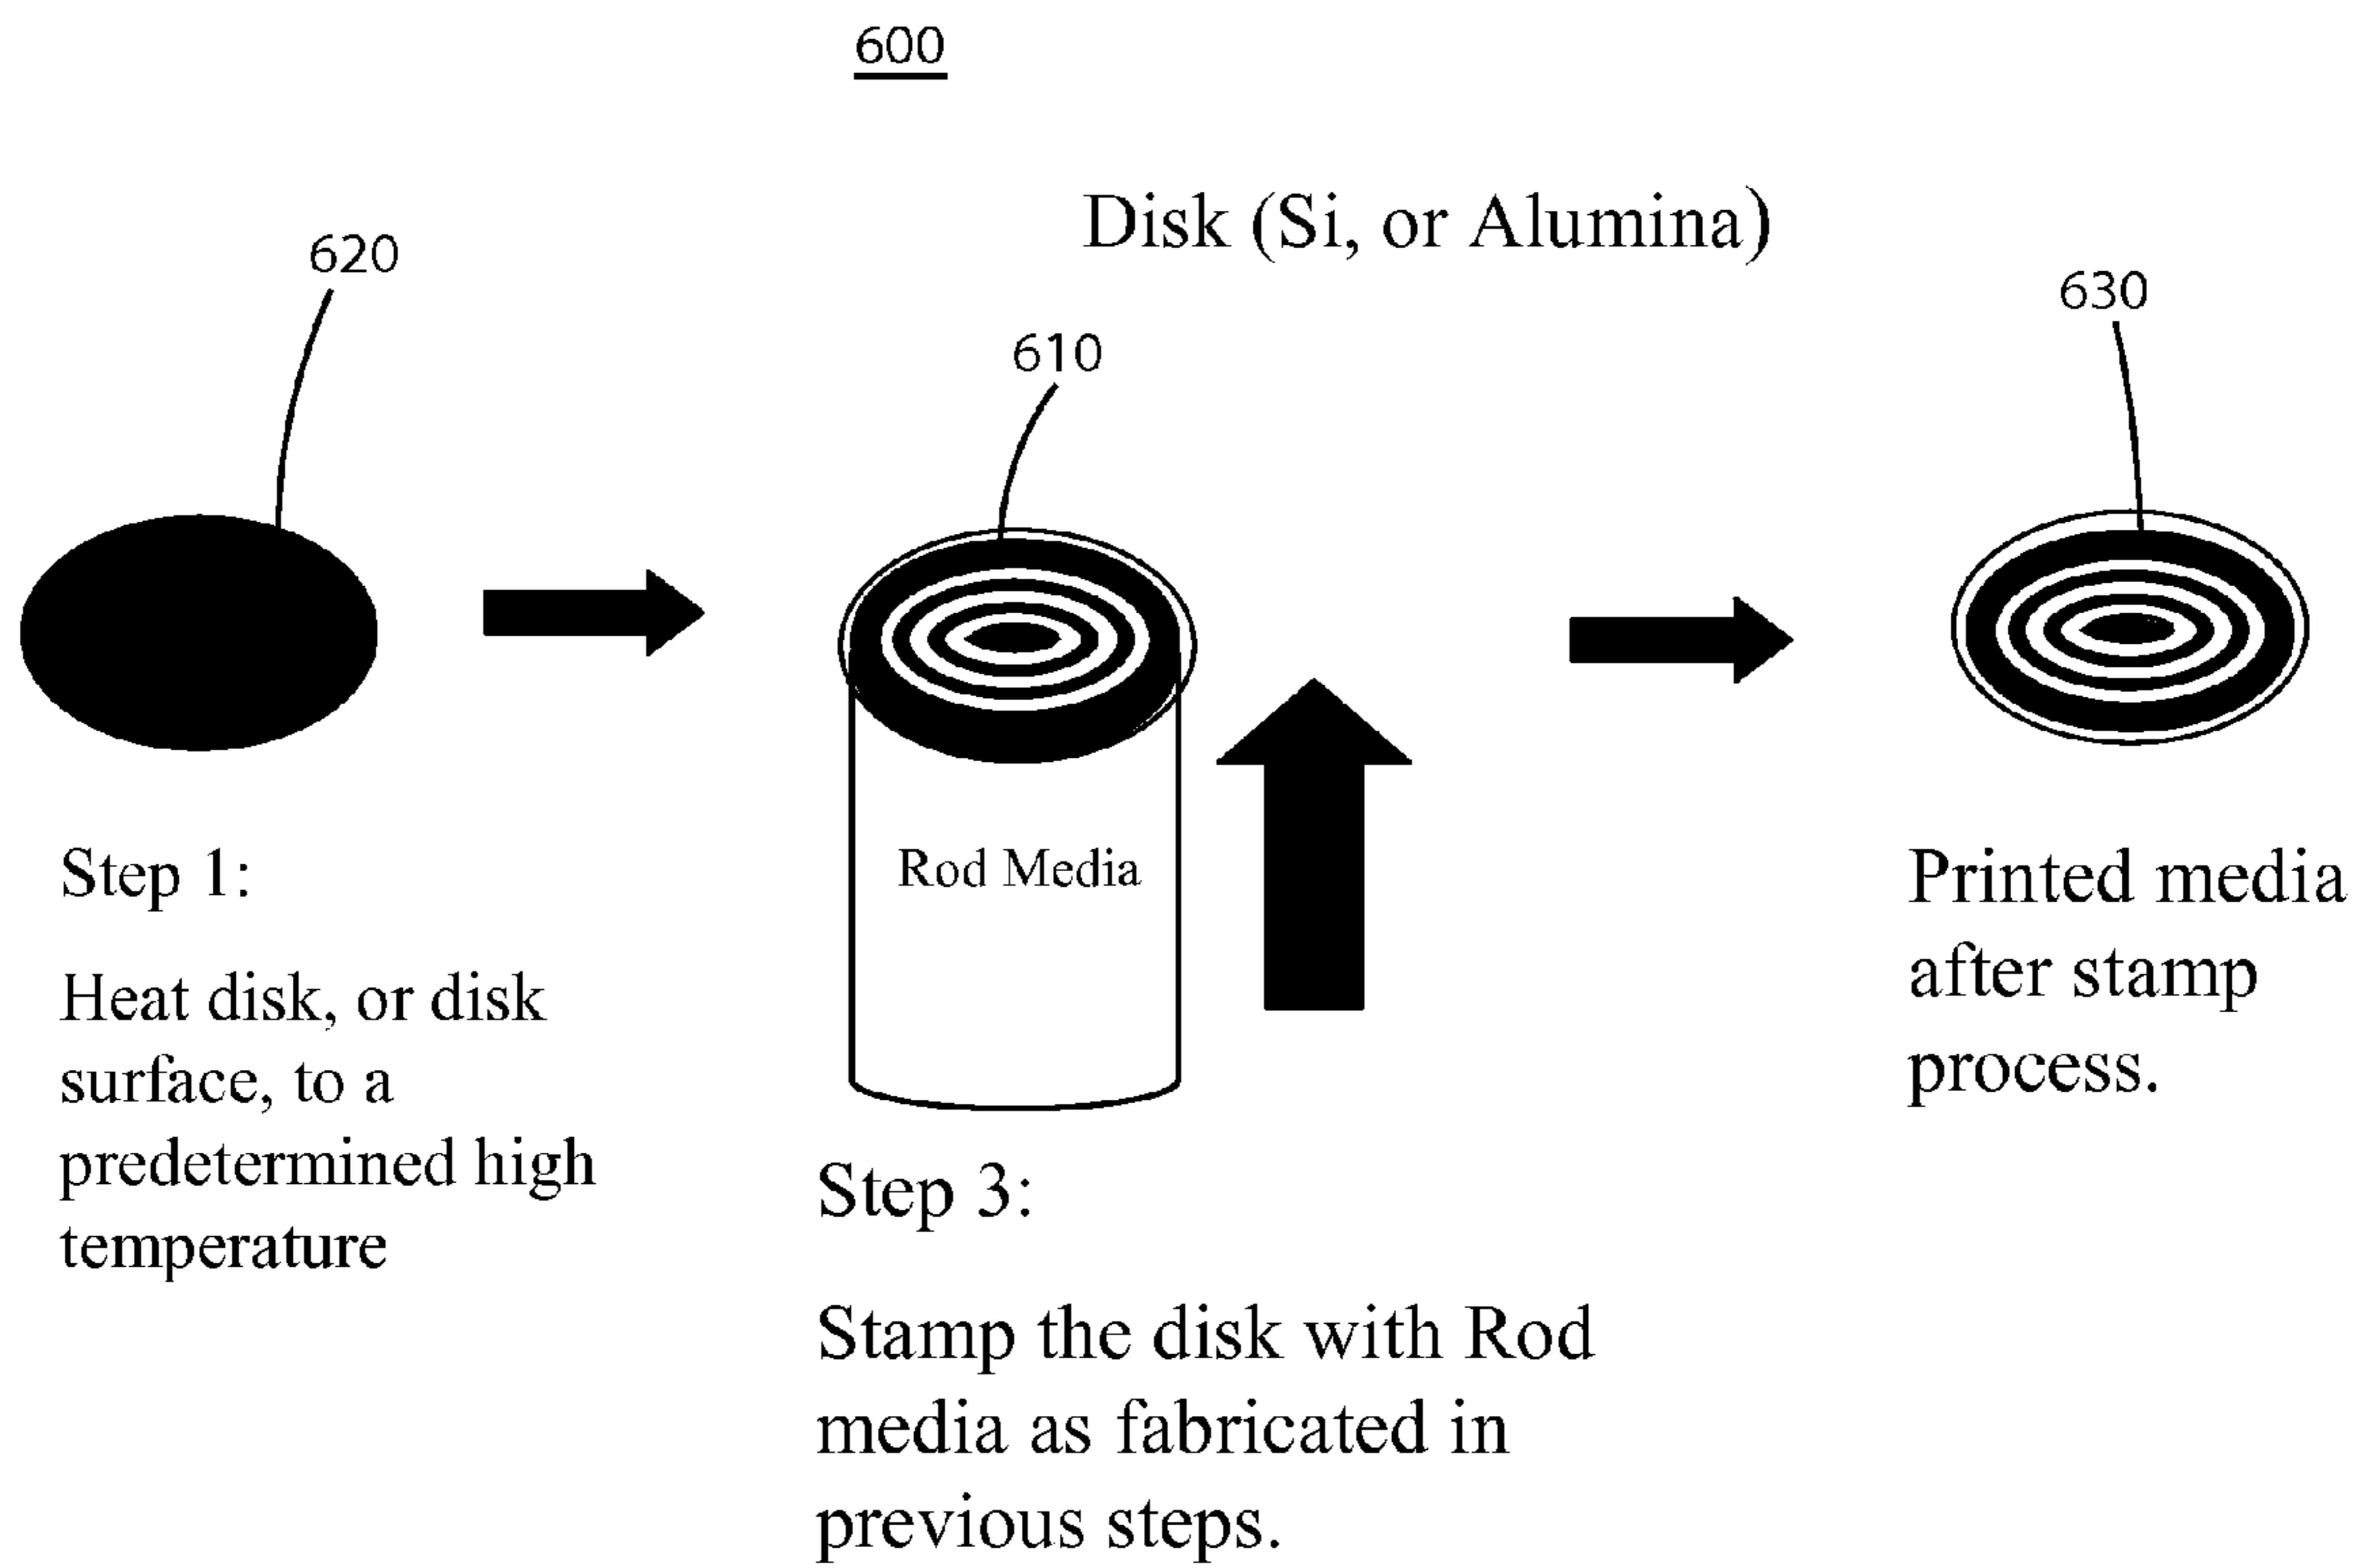 600
Disk (Si, or Alumina)
620
610
630
Rod Media
Step 1:
Heat disk, or disk
surface, to a
predetermined high
temperature
Step 3:
Stamp the disk with Rod
media as fabricated in
previous steps.
Printed media
after stamp
process.